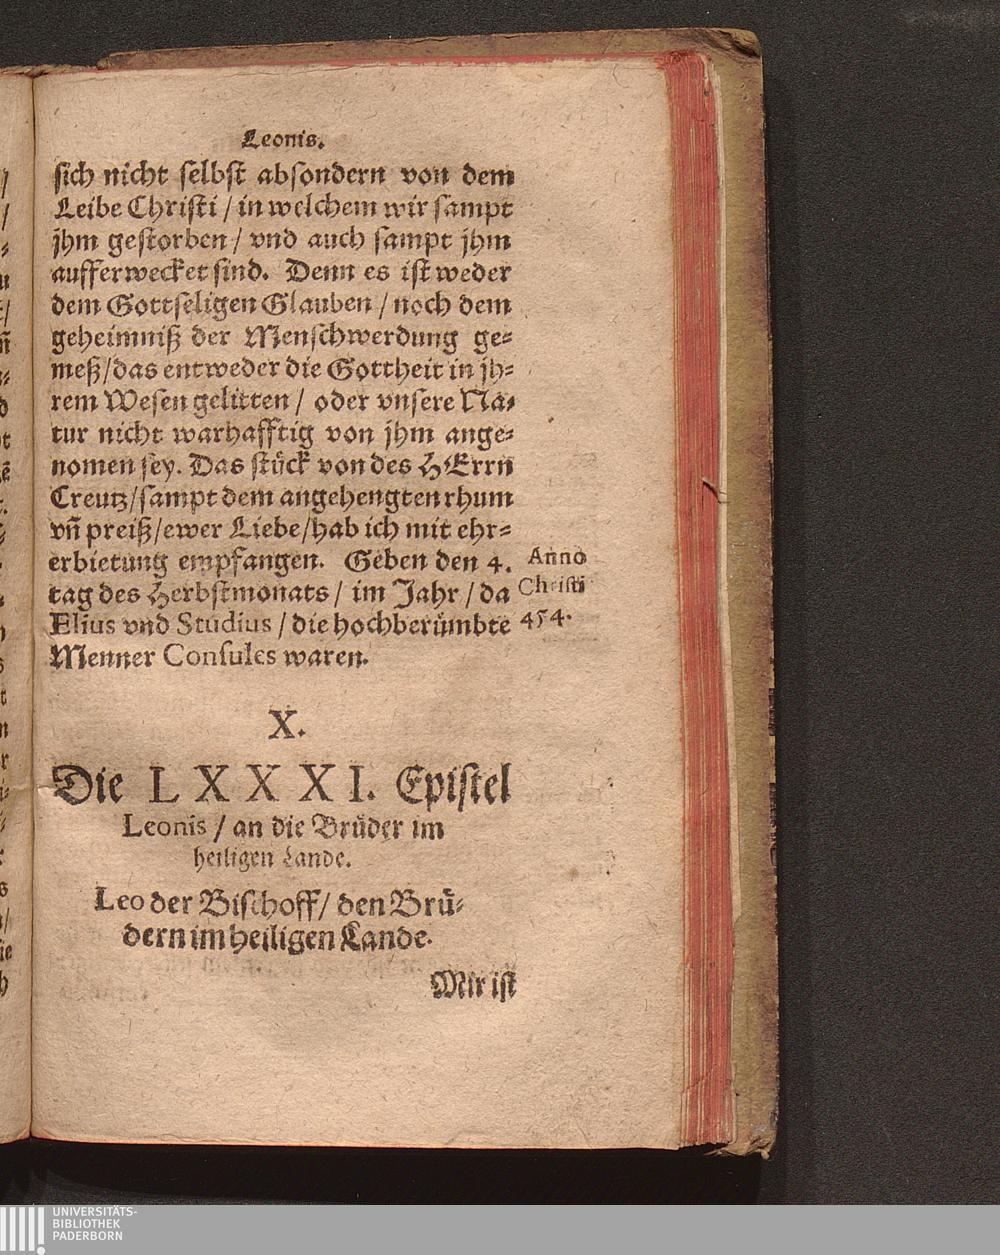 Leonis.
sich nicht selbst absondern von dem
Leibe Christi / in welchem wir sampt
jhm gestorben / vnd auch sampt jhm
aufferwecket sind. Denn es ist weder
dem Gottseligen Glauben / noch dem
geheimniß der Menschwerdung ge⸗
meß/das entweder die Gottheit in jh⸗
rem Wesen gelitten / oder vnsere Na⸗
tur nicht warhafftig von jhm ange⸗
nomen sey. Das stück von des HErrn
Creutz/sampt dem angehengten rhum
vñ preiß/ewer Liebe/hab ich mit ehr⸗
erbietung empfangen. Geben den 4.
tag des Herbstmonats / im Jahr / da
Elius vnd Studius / die hochberümbte
Menner Consules waren.
Anno
Christi
454.
X.
Die LXXXI. Epistel
Leonis / an die Brüder im
heiligen Lande.
Leo der Bischoff/ den Brü⸗
dern im heiligen Lande.
Mir ist
UNIVERSITÄTS-
BIBLIOTHEK
PADERBORN